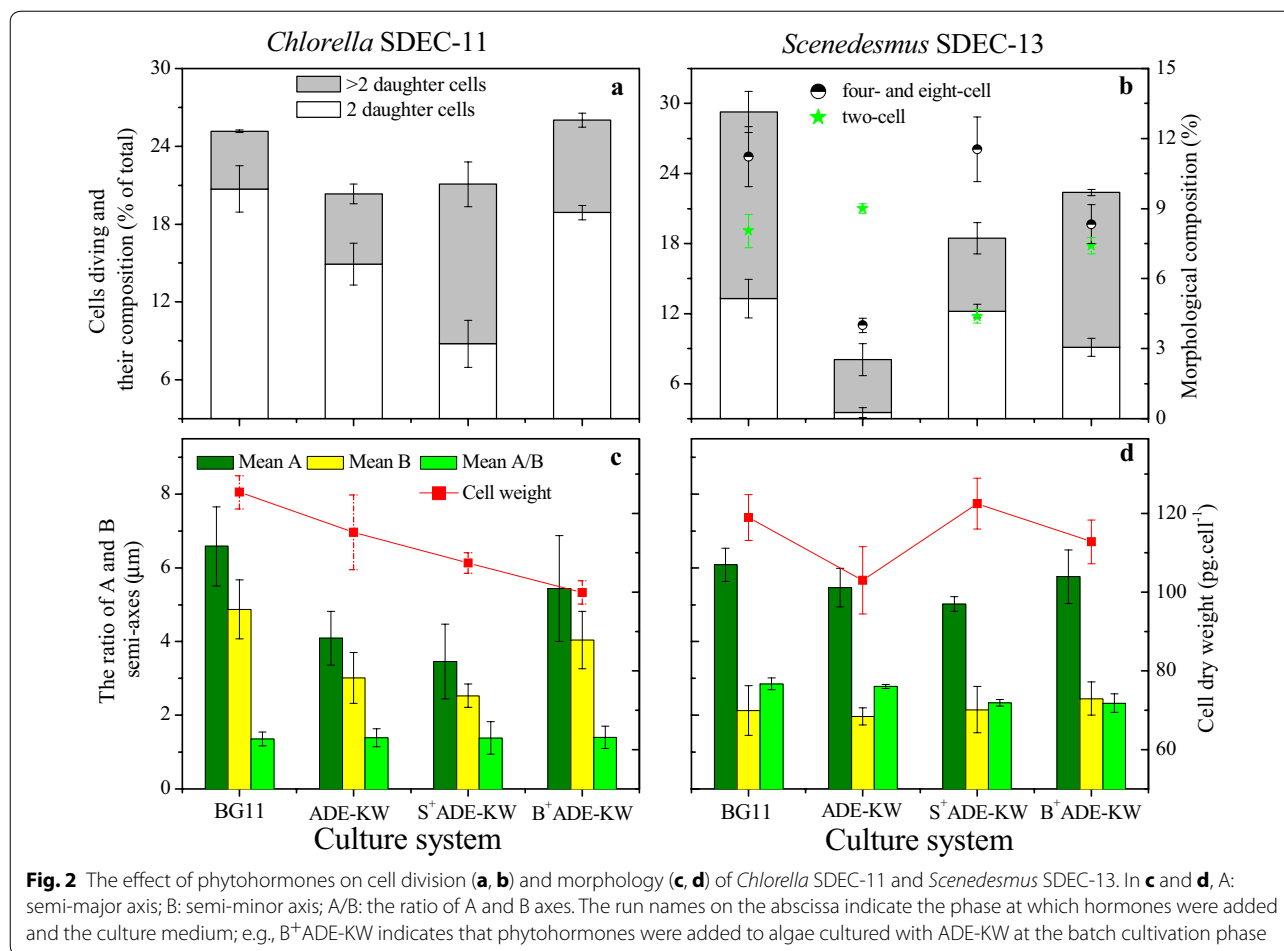 Chlorella SDEC-11
Scenedesmus SDEC-13
30
24
18
12
6
Cells diving and
their composition (% of total)
>2 daughter cells
2 daughter cells
a
30
24
18
12
6
four- and eight-cell
two-cell
b
15
12
9
6
3
0
Morphological composition (%)
8
6
4
2
0
The ratio of A and B
semi-axes (μm)
Mean A
Mean B
Mean A/B
Cell weight
c
d
120
100
80
60
Cell dry weight (pg.cell⁻¹)
BG11
ADE-KW
S⁺ADE-KW
B⁺ADE-KW
BG11
ADE-KW
S⁺ADE-KW
B⁺ADE-KW
Culture system
Culture system
Fig. 2 The effect of phytohormones on cell division (a, b) and morphology (c, d) of Chlorella SDEC-11 and Scenedesmus SDEC-13. In c and d, A:
semi-major axis; B: semi-minor axis; A/B: the ratio of A and B axes. The run names on the abscissa indicate the phase at which hormones were added
and the culture medium; e.g., B⁺ADE-KW indicates that phytohormones were added to algae cultured with ADE-KW at the batch cultivation phase